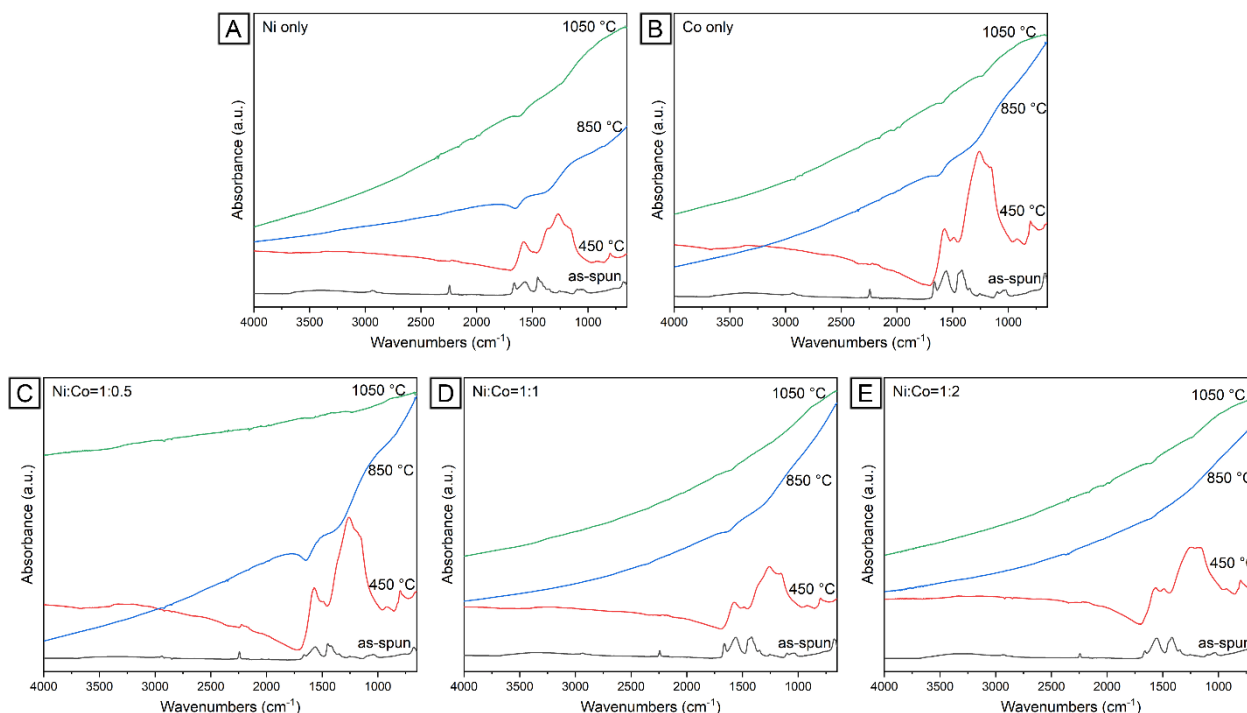 A
Ni only
1050 °C
850 °C
450 °C
as-spun
Absorbance (a.u.)
4000 3500 3000 2500 2000 1500 1000
Wavenumbers (cm⁻¹)
B
Co only
1050 °C
850 °C
450 °C
as-spun
Absorbance (a.u.)
4000 3500 3000 2500 2000 1500 1000
Wavenumbers (cm⁻¹)
C
Ni:Co=1:0.5
1050 °C
850 °C
450 °C
as-spun
Absorbance (a.u.)
4000 3500 3000 2500 2000 1500 1000
Wavenumbers (cm⁻¹)
D
Ni:Co=1:1
1050 °C
850 °C
450 °C
as-spun
Absorbance (a.u.)
4000 3500 3000 2500 2000 1500 1000
Wavenumbers (cm⁻¹)
E
Ni:Co=1:2
1050 °C
850 °C
450 °C
as-spun
Absorbance (a.u.)
4000 3500 3000 2500 2000 1500 1000
Wavenumbers (cm⁻¹)